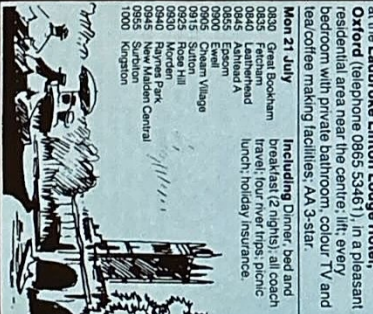 at the Ladbroke Linton Lodge Hotel,
Oxford (telephone 0865 53461), in a pleasant
residential area near the centre; lift; every
bedroom with private bathroom, colour TV and
tea/coffee making facilities; AA 3-star.
Mon 21 July
0830 Great Bookham
0835 Fetcham
0840 Leatherhead
0845 Ashtead A
0855 Epsom
0900 Ewell
0905 Cheam Village
0915 Sutton
0925 Rose Hill
0930 Morden
0940 Raynes Park
0945 New Malden Central
0955 Surbiton
1000 Kingston
Including Dinner, bed and
breakfast (2 nights); all coach
travel; four river trips; picnic
lunch; holiday insurance.